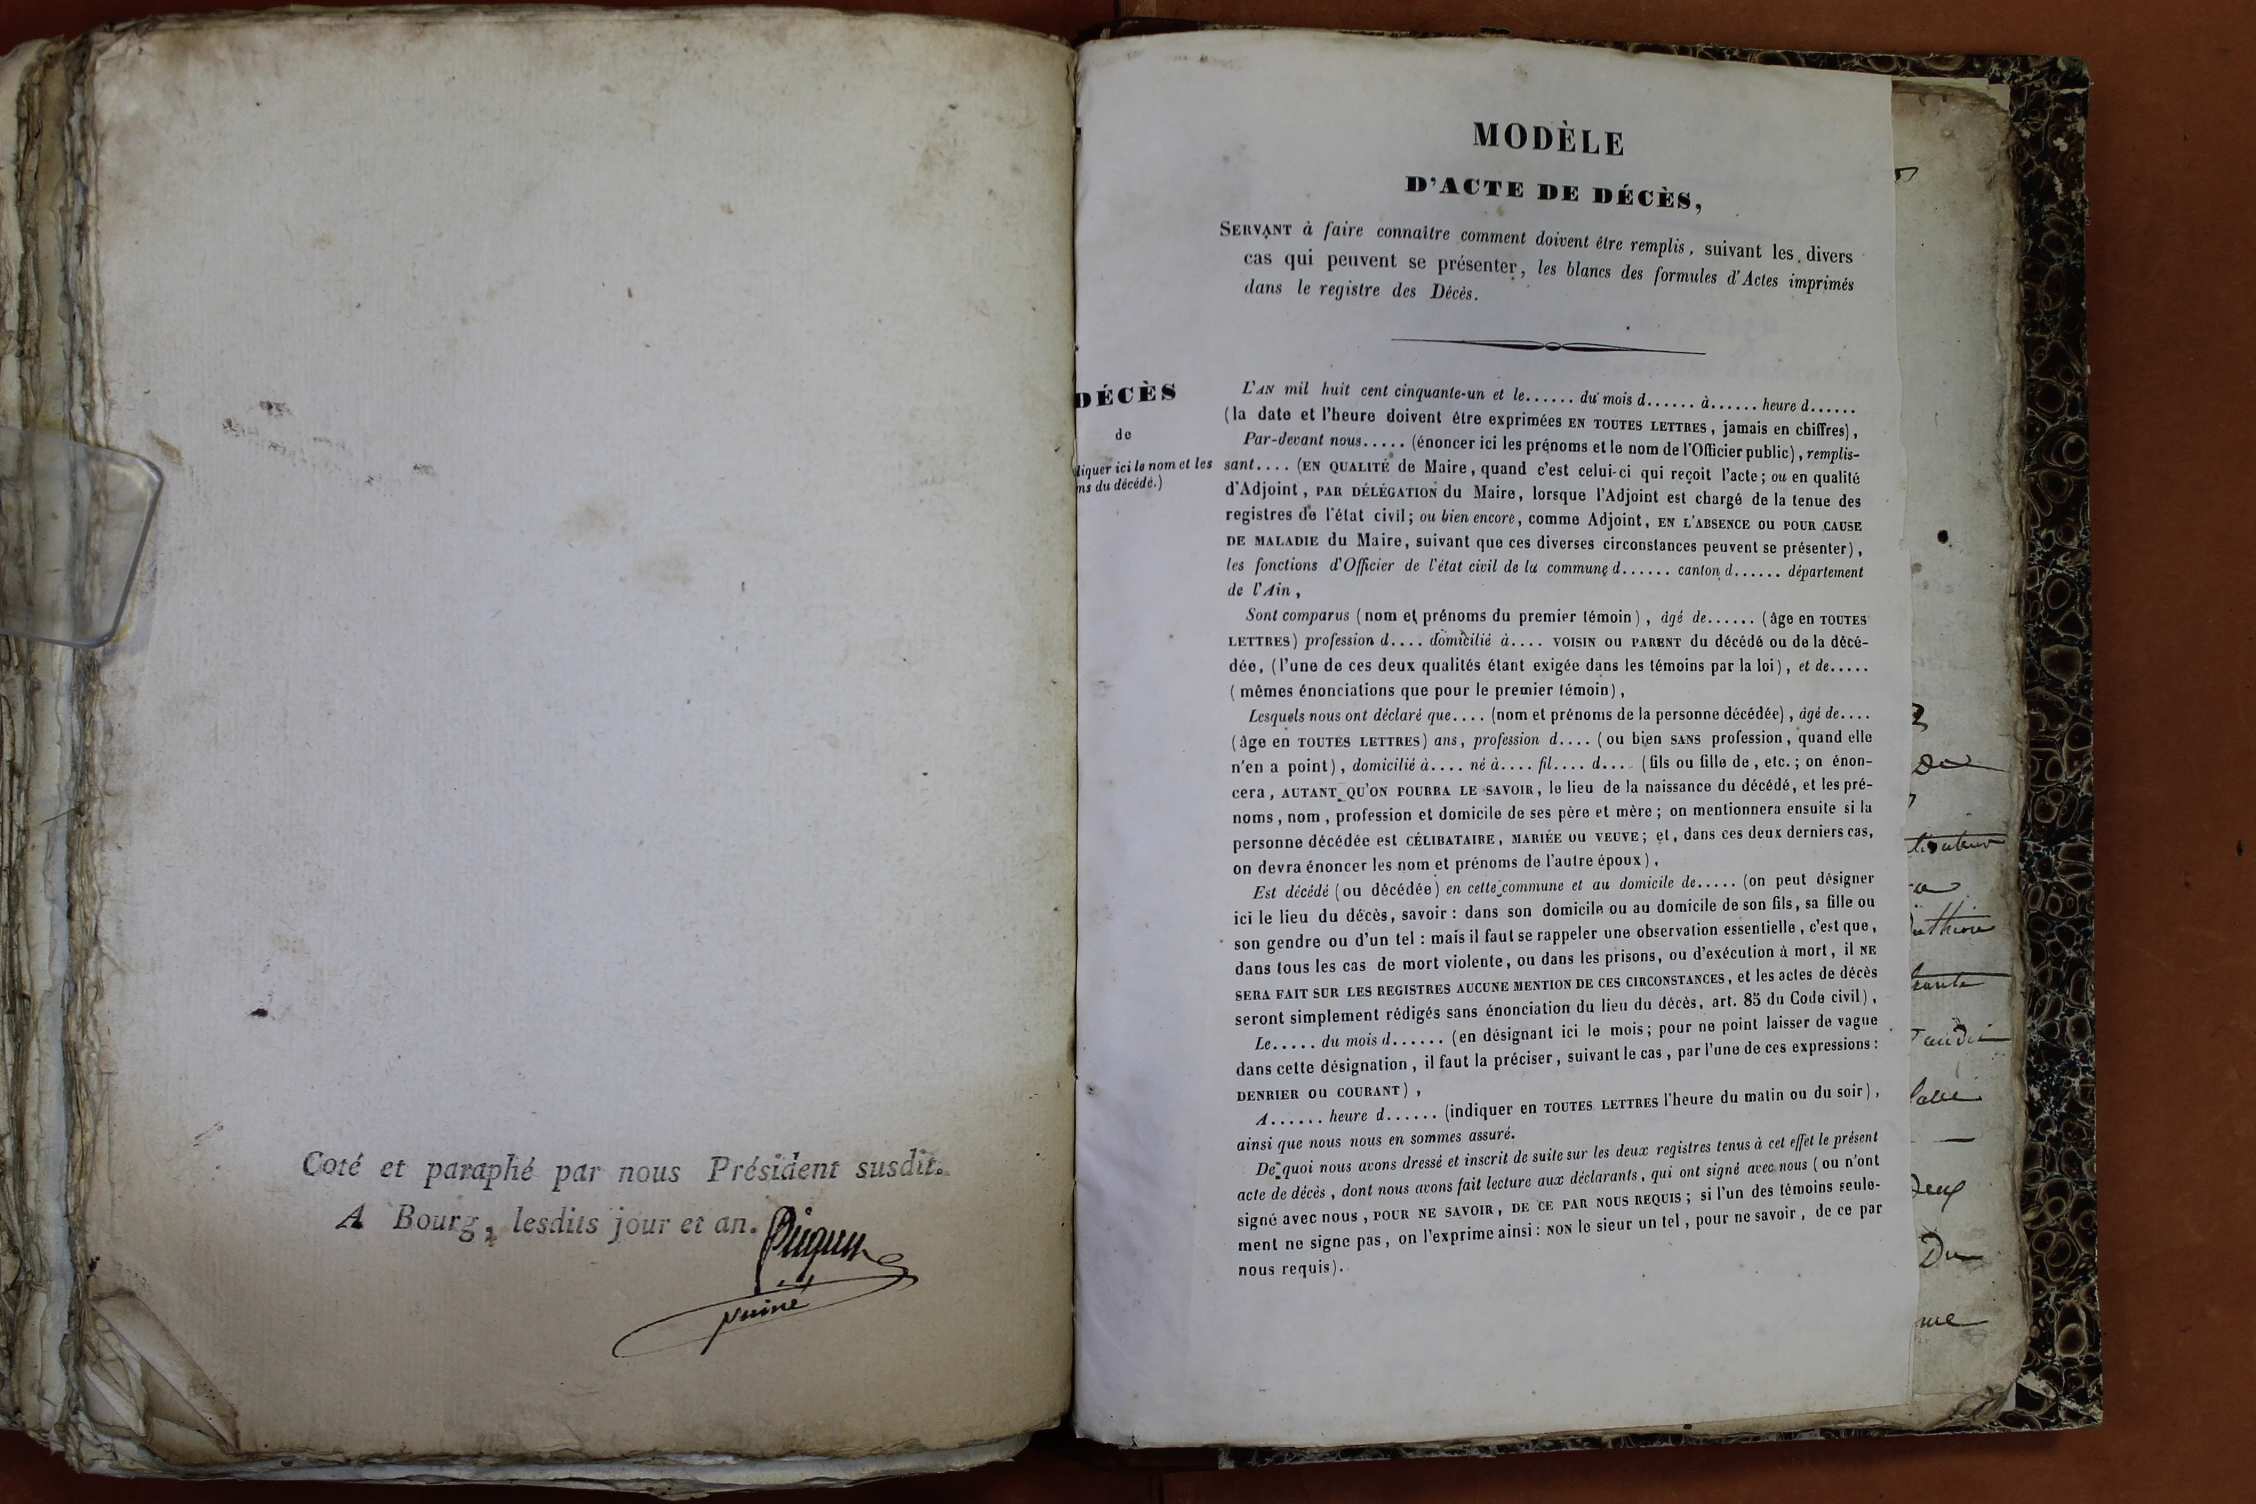 Coté et paraphé par nous Président susdit.
A Bourg, lesdits jour et an.
MODÈLE
D'ACTE DE DÉCÈS,
SERVANT à faire connaître comment doivent être remplis, suivant les divers
cas qui peuvent se présenter, les blancs des formules d'Actes imprimés
dans le registre des Décès.
DÉCÈS
de
diquer ici le nom et les
ms du décédé.)
L'AN mil huit cent cinquante-un et le...... du mois d...... à...... heure d......
(la date et l'heure doivent être exprimées EN TOUTES LETTRES, jamais en chiffres),
Par-devant nous..... (énoncer ici les prénoms et le nom de l'Officier public), remplis-
sant.... (EN QUALITÉ de Maire, quand c'est celui-ci qui reçoit l'acte; ou en qualité
d'Adjoint, PAR DÉLÉGATION du Maire, lorsque l'Adjoint est chargé de la tenue des
registres de l'état civil; ou bien encore, comme Adjoint, EN L'ABSENCE OU POUR CAUSE
DE MALADIE du Maire, suivant que ces diverses circonstances peuvent se présenter),
les fonctions d'Officier de l'état civil de la commune d...... canton d...... département
de l'Ain,
Sont comparus (nom et prénoms du premier témoin), âgé de...... (âge en TOUTES
LETTRES) profession d.... domicilié à.... VOISIN OU PARENT du décédé ou de la décé-
dée, (l'une de ces deux qualités étant exigée dans les témoins par la loi), et de.....
(mêmes énonciations que pour le premier témoin),
Lesquels nous ont déclaré que.... (nom et prénoms de la personne décédée), âgé de....
(âge en TOUTES LETTRES) ans, profession d.... (ou bien SANS profession, quand elle
n'en a point), domicilié à.... né à.... fil.... d.... (fils ou fille de, etc.; on énon-
cera, AUTANT QU'ON POURRA LE SAVOIR, le lieu de la naissance du décédé, et les pré-
noms, nom, profession et domicile de ses père et mère; on mentionnera ensuite si la
personne décédée est CÉLIBATAIRE, MARIÉE OU VEUVE; et, dans ces deux derniers cas,
on devra énoncer les nom et prénoms de l'autre époux),
Est décédé (ou décédée) en cette commune et au domicile de..... (on peut désigner
ici le lieu du décès, savoir: dans son domicile ou au domicile de son fils, sa fille ou
son gendre ou d'un tel: mais il faut se rappeler une observation essentielle, c'est que,
dans tous les cas de mort violente, ou dans les prisons, ou d'exécution à mort, il NE
SERA FAIT SUR LES REGISTRES AUCUNE MENTION DE CES CIRCONSTANCES, et les actes de décès
seront simplement rédigés sans énonciation du lieu du décès, art. 85 du Code civil),
Le..... du mois d...... (en désignant ici le mois; pour ne point laisser de vague
dans cette désignation, il faut la préciser, suivant le cas, par l'une de ces expressions:
DENRIER OU COURANT),
A...... heure d...... (indiquer en TOUTES LETTRES l'heure du matin ou du soir),
ainsi que nous nous en sommes assuré.
De quoi nous avons dressé et inscrit de suite sur les deux registres tenus à cet effet le présent
acte de décès, dont nous avons fait lecture aux déclarants, qui ont signé avec nous (ou n'ont
signé avec nous, POUR NE SAVOIR, DE CE PAR NOUS REQUIS; si l'un des témoins seule-
ment ne signe pas, on l'exprime ainsi: NON le sieur un tel, pour ne savoir, de ce par
nous requis).
Du